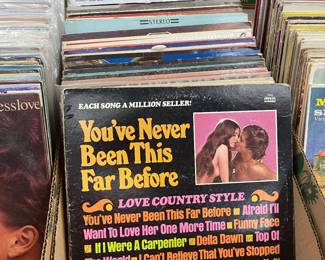 STEREO
EACH SONG A MILLION SELLER!
You've Never
Been This
Far Before
LOVE COUNTRY STYLE
You've Never Been This Far Before Afraid I'll
Want To Love Her One More Time Funny Face
If I Were A Carpenter Delta Dawn Top Of
The World I Can't Believe That You've Stopped
esslove